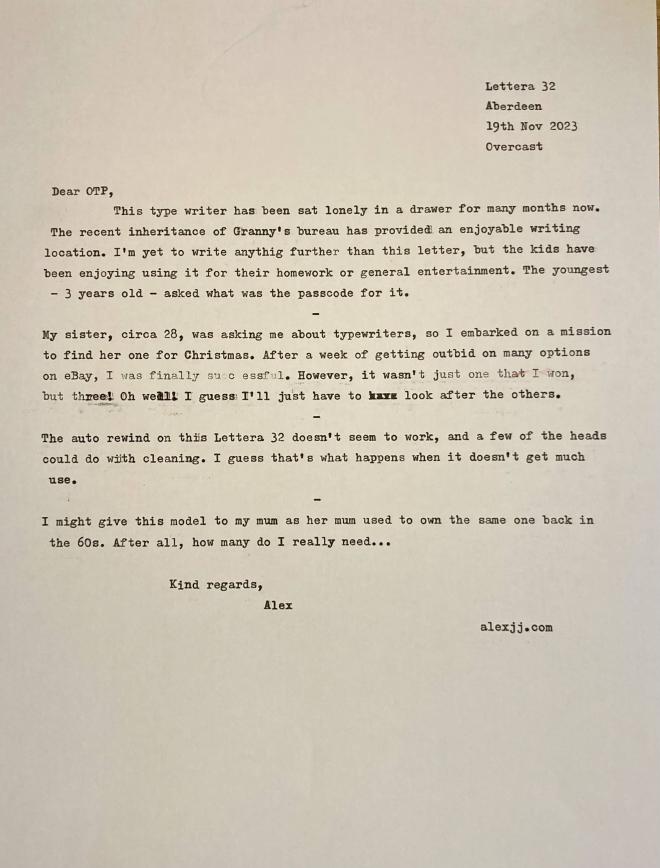 Lettera 32
Aberdeen
19th Nov 2023
Overcast
Dear OTP,
This type writer has been sat lonely in a drawer for many months now.
The recent inheritance of Granny's bureau has provided an enjoyable writing
location. I'm yet to write anythig further than this letter, but the kids have
been enjoying using it for their homework or general entertainment. The youngest
- 3 years old - asked what was the passcode for it.
-
My sister, circa 28, was asking me about typewriters, so I embarked on a mission
to find her one for Christmas. After a week of getting outbid on many options
on eBay, I was finally successful. However, it wasn't just one that I won,
but three! Oh well! I guess I'll just have to look after the others.
-
The auto rewind on this Lettera 32 doesn't seem to work, and a few of the heads
could do with cleaning. I guess that's what happens when it doesn't get much
use.
-
I might give this model to my mum as her mum used to own the same one back in
the 60s. After all, how many do I really need...
Kind regards,
Alex
alexjj.com